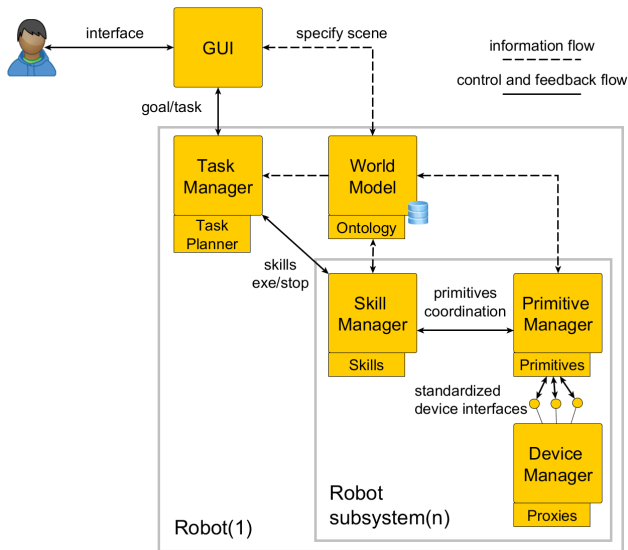 interface
GUI
specify scene
information flow
control and feedback flow
goal/task
Task
Manager
Task
Planner
World
Model
Ontology
skills
exe/stop
Skill
Manager
Skills
primitives
coordination
Primitive
Manager
Primitives
standardized
device interfaces
Device
Manager
Proxies
Robot
subsystem(n)
Robot(1)